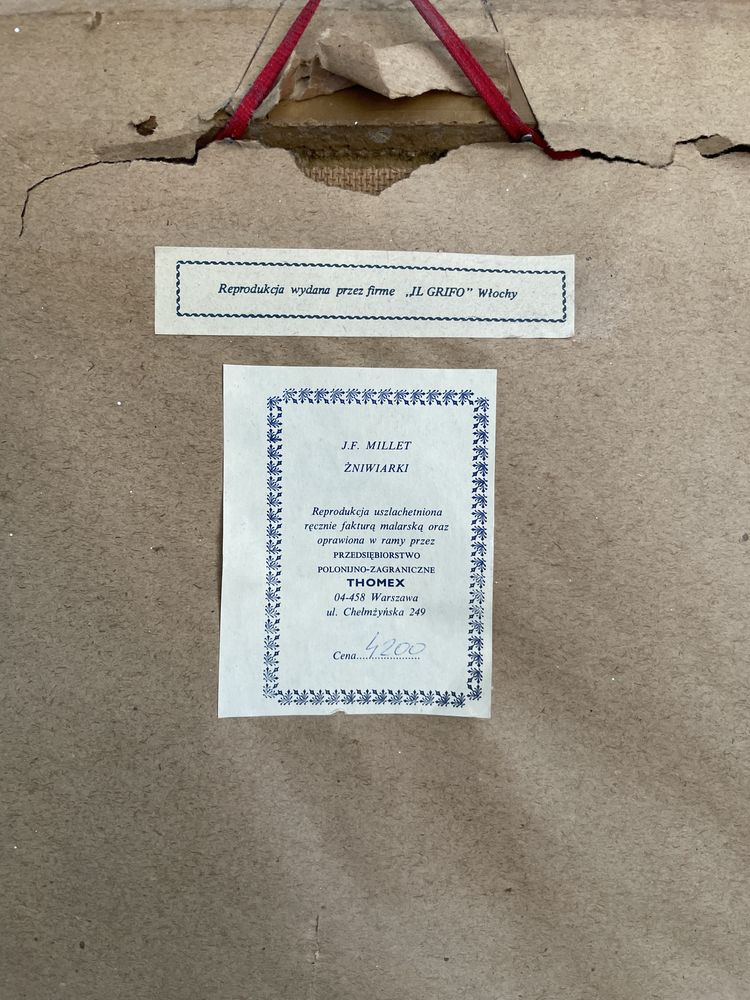 Reprodukcja wydana przez firme „IL GRIFO” Włochy
J.F. MILLET
ŻNIWIARKI
Reprodukcja uszlachetniona
ręcznie fakturą malarską oraz
oprawiona w ramy przez
PRZEDSIĘBIORSTWO
POLONIJNO-ZAGRANICZNE
THOMEX
04-458 Warszawa
ul. Chełmżyńska 249
Cena....4200....